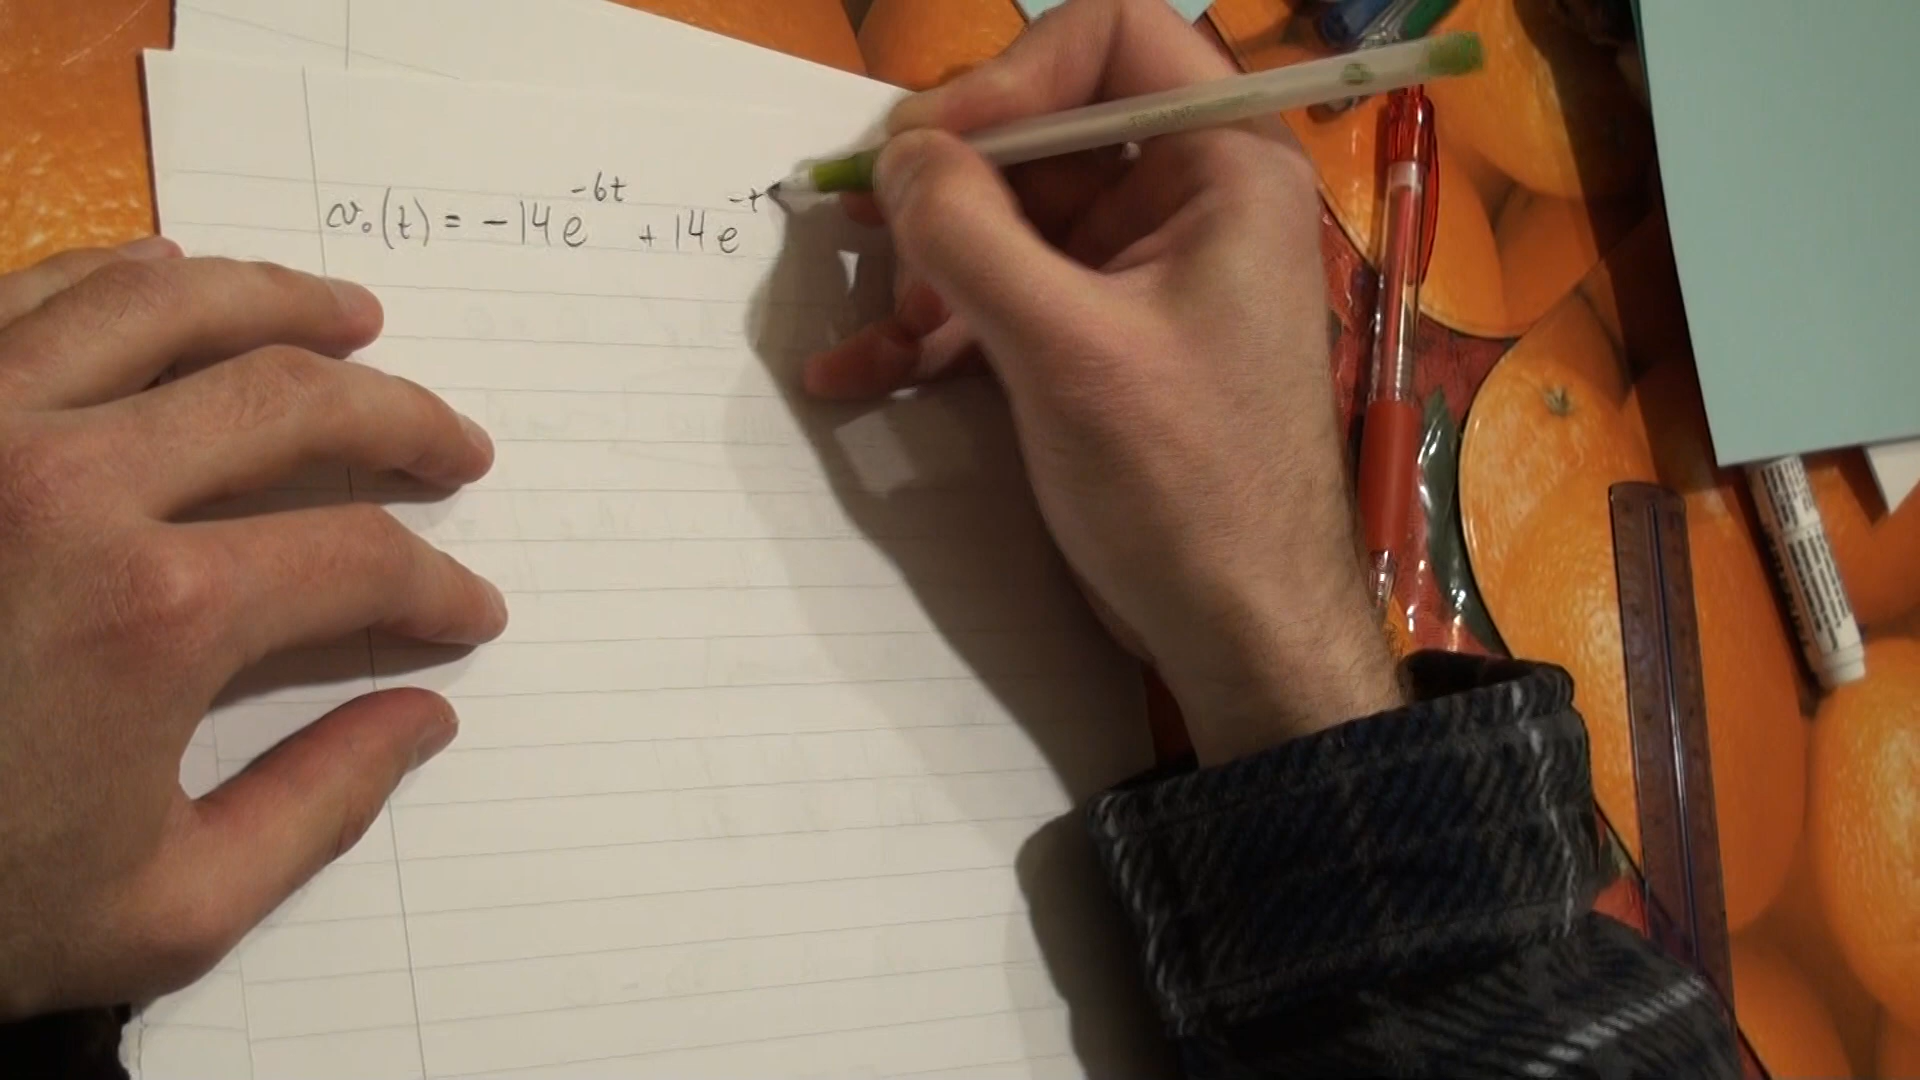 v₀(t) = -14e^{-6t} + 14e^{-t}